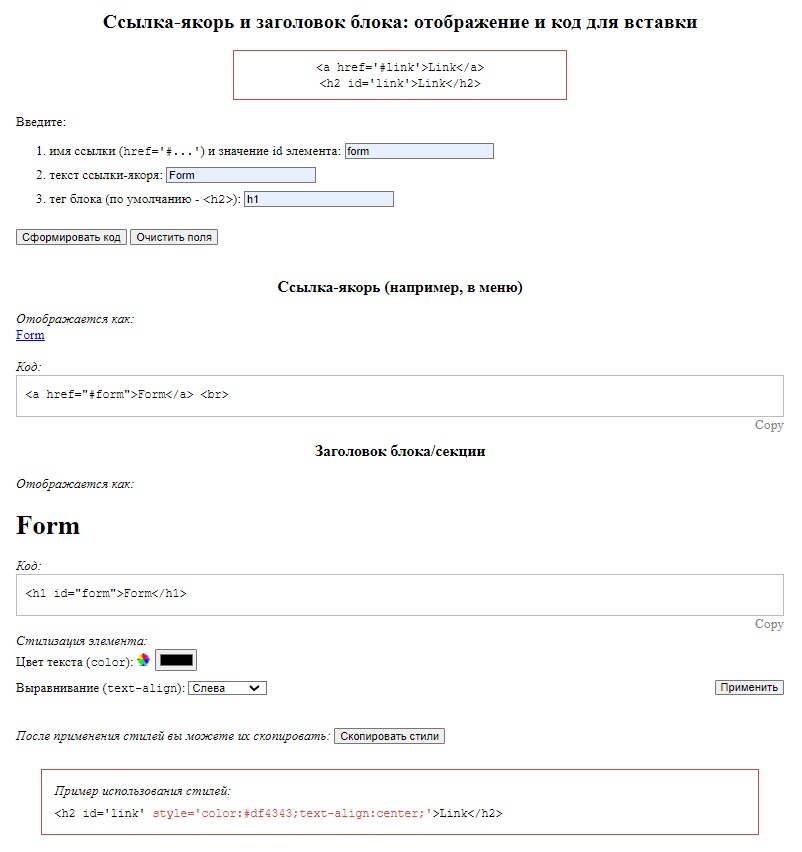 Ссылка-якорь и заголовок блока: отображение и код для вставки
<a href='#link'>Link</a>
<h2 id='link'>Link</h2>
Введите:
1. имя ссылки (href='#...') и значение id элемента: form
2. текст ссылки-якоря: Form
3. тег блока (по умолчанию - <h2>): h1
Сформировать код Очистить поля
Ссылка-якорь (например, в меню)
Отображается как:
Form
Код:
<a href="#form">Form</a> <br>
Copy
Заголовок блока/секции
Отображается как:
Form
Код:
<h1 id="form">Form</h1>
Copy
Стилизация элемента:
Цвет текста (color):
Выравнивание (text-align): Слева Применить
После применения стилей вы можете их скопировать: Скопировать стили
Пример использования стилей:
<h2 id='link' style='color:#df4343;text-align:center;'>Link</h2>